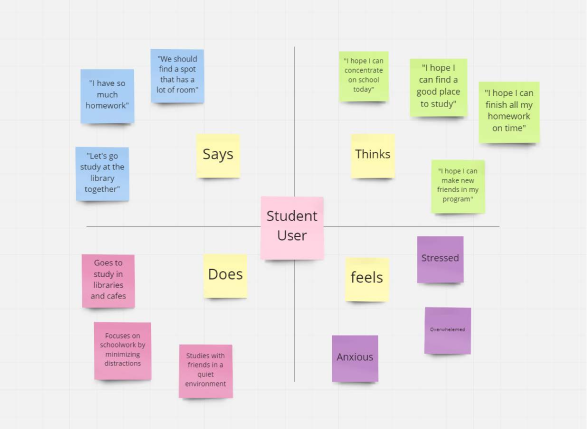 "We should
find a spot
that has a
lot of room"
"I have so
much
homework"
Says
"Let's go
study at the
library
together"
"I hope I can
concentrate
on school
today"
"I hope I
can find a
good place
to study"
"I hope I can
finish all my
homework
on time"
Thinks
"I hope I can
make new
friends in my
program"
Student
User
Goes to
study in
libraries
and cafes
Does
Focuses on
schoolwork by
minimizing
distractions
Studies with
friends in a
quiet
environment
feels
Stressed
Overwhelmed
Anxious